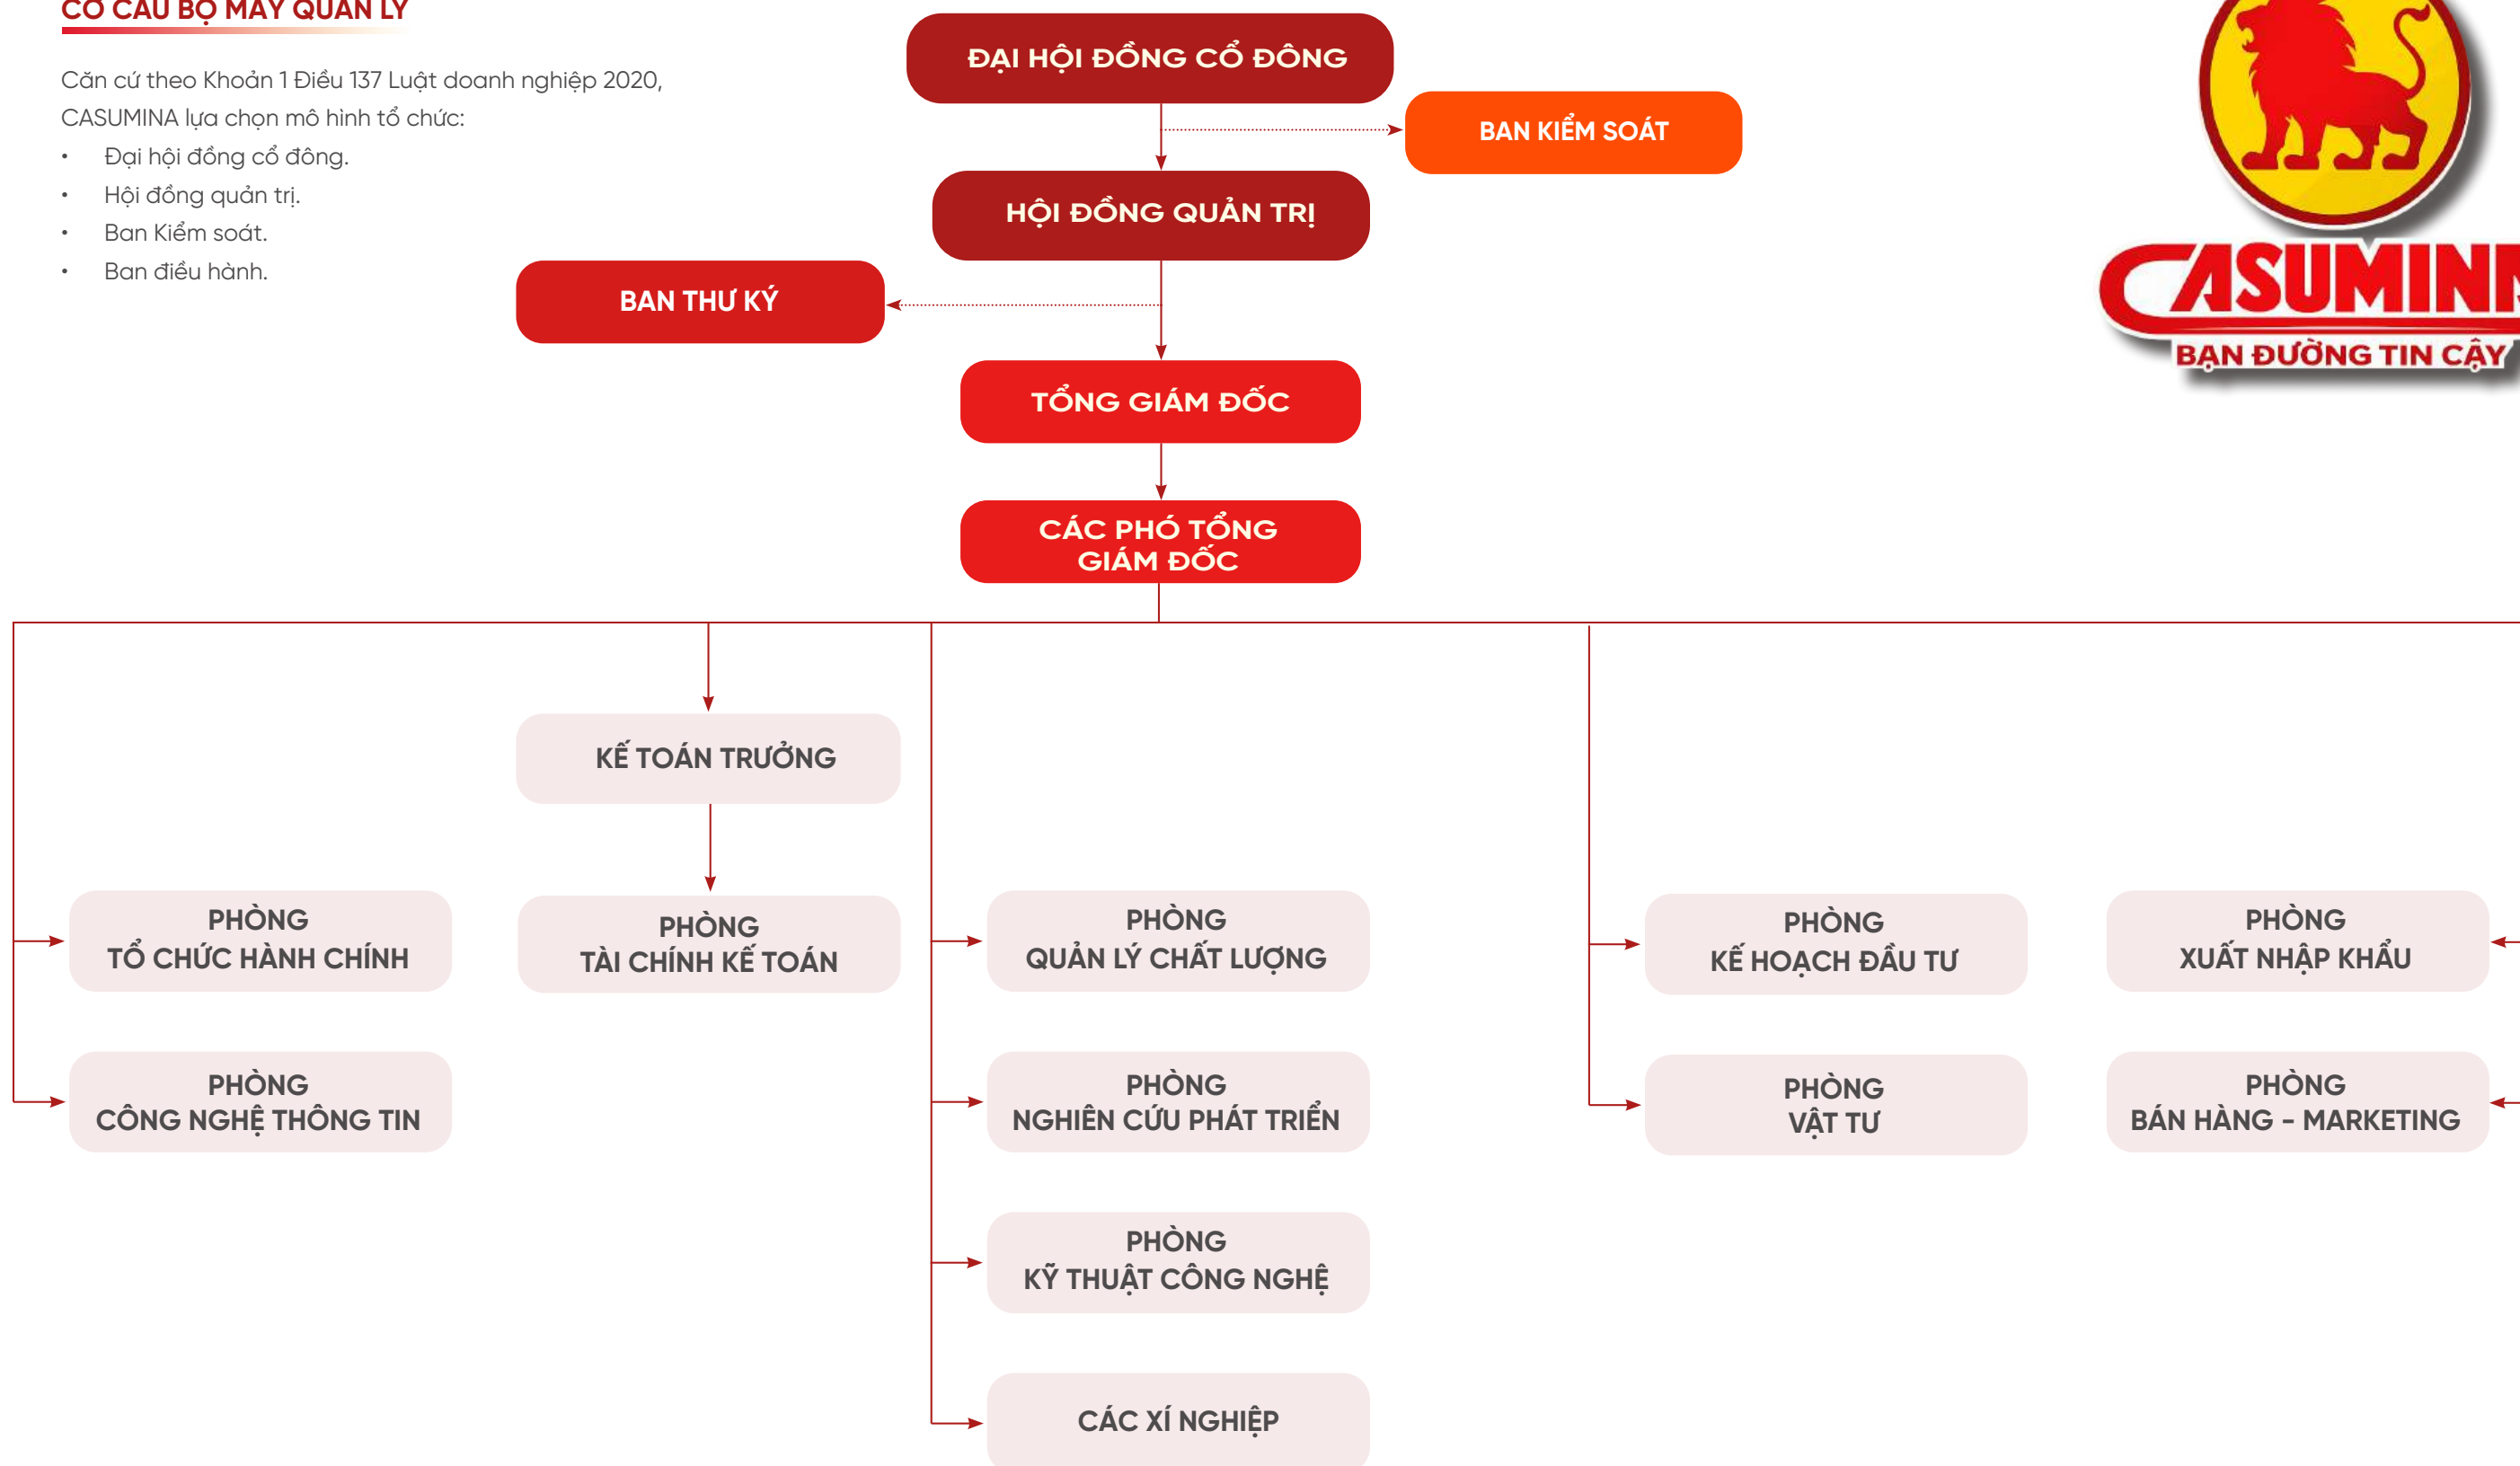 CƠ CẤU BỘ MÁY QUẢN LÝ
Căn cứ theo Khoản 1 Điều 137 Luật doanh nghiệp 2020,
CASUMINA lựa chọn mô hình tổ chức:
• Đại hội đồng cổ đông.
• Hội đồng quản trị.
• Ban Kiểm soát.
• Ban điều hành.
ĐẠI HỘI ĐỒNG CỔ ĐÔNG
BAN KIỂM SOÁT
HỘI ĐỒNG QUẢN TRỊ
BAN THƯ KÝ
TỔNG GIÁM ĐỐC
CÁC PHÓ TỔNG
GIÁM ĐỐC
CASUMINA
BẠN ĐƯỜNG TIN CẬY
KẾ TOÁN TRƯỞNG
PHÒNG
TỔ CHỨC HÀNH CHÍNH
PHÒNG
TÀI CHÍNH KẾ TOÁN
PHÒNG
QUẢN LÝ CHẤT LƯỢNG
PHÒNG
KẾ HOẠCH ĐẦU TƯ
PHÒNG
XUẤT NHẬP KHẨU
PHÒNG
CÔNG NGHỆ THÔNG TIN
PHÒNG
NGHIÊN CỨU PHÁT TRIỂN
PHÒNG
VẬT TƯ
PHÒNG
BÁN HÀNG - MARKETING
PHÒNG
KỸ THUẬT CÔNG NGHỆ
CÁC XÍ NGHIỆP